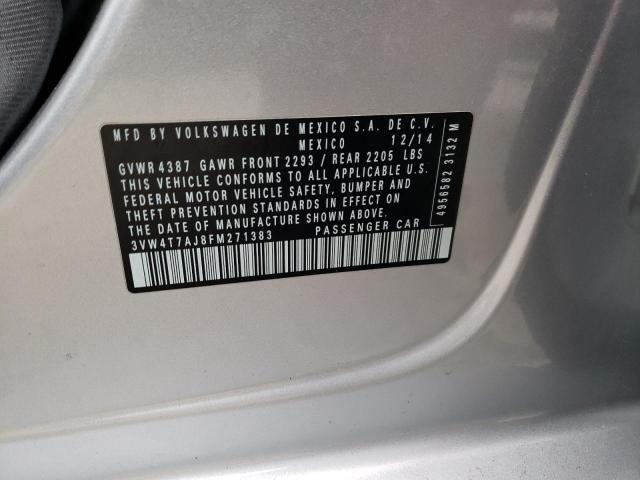 MFD BY VOLKSWAGEN DE MEXICO S.A. DE C.V.
MEXICO 12/14
GVWR 4387 GAWR FRONT 2293 / REAR 2205 LBS
THIS VEHICLE CONFORMS TO ALL APPLICABLE U.S.
FEDERAL MOTOR VEHICLE SAFETY, BUMPER AND
THEFT PREVENTION STANDARDS IN EFFECT ON
THE DATE OF MANUFACTURE SHOWN ABOVE.
3VW4T7AJ8FM271383 PASSENGER CAR
4956582 3132 M